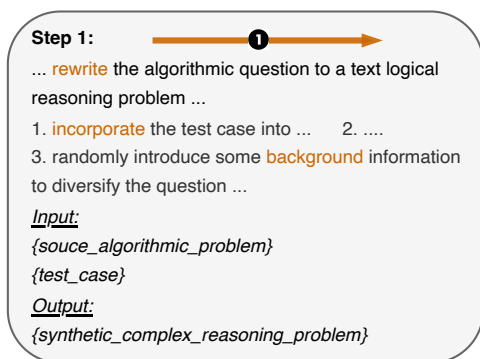 Step 1:
1
... rewrite the algorithmic question to a text logical
reasoning problem ...
1. incorporate the test case into ... 2. ....
3. randomly introduce some background information
to diversify the question ...
Input:
{souce_algorithmic_problem}
{test_case}
Output:
{synthetic_complex_reasoning_problem}